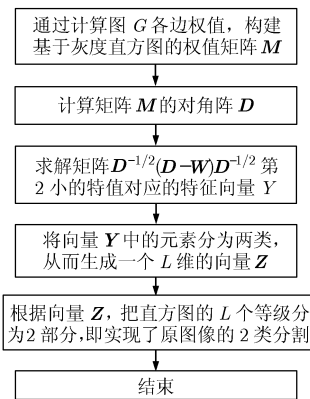 通过计算图 G 各边权值，构建
基于灰度直方图的权值矩阵 M
计算矩阵 M 的对角阵 D
求解矩阵D⁻¹/²(D−W)D⁻¹/² 第
2 小的特值对应的特征向量 Y
将向量 Y 中的元素分为两类，
从而生成一个 L 维的向量 Z
根据向量 Z，把直方图的 L 个等级分
为2 部分,即实现了原图像的 2 类分割
结束